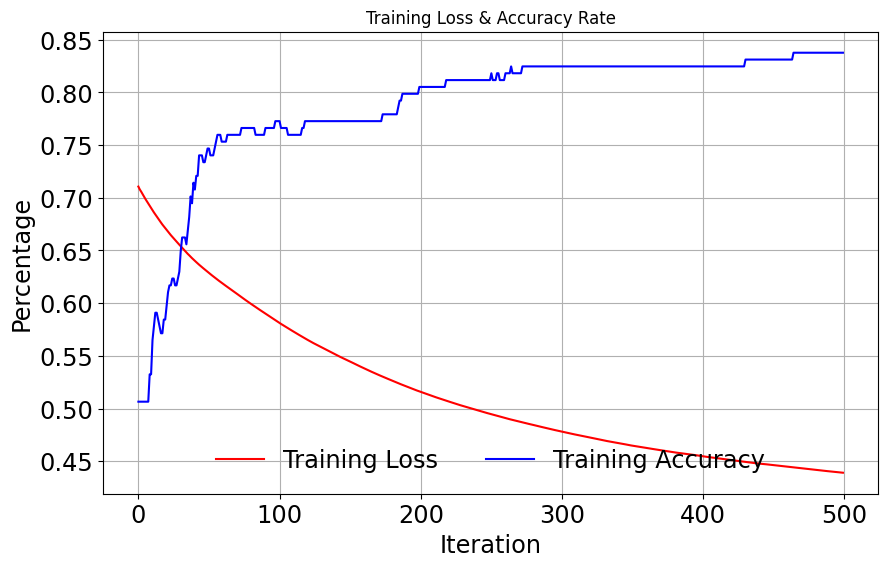 Training Loss & Accuracy Rate
0.85
0.80
0.75
0.70
0.65
0.60
0.55
0.50
0.45
Percentage
Training Loss
Training Accuracy
0 100 200 300 400 500
Iteration